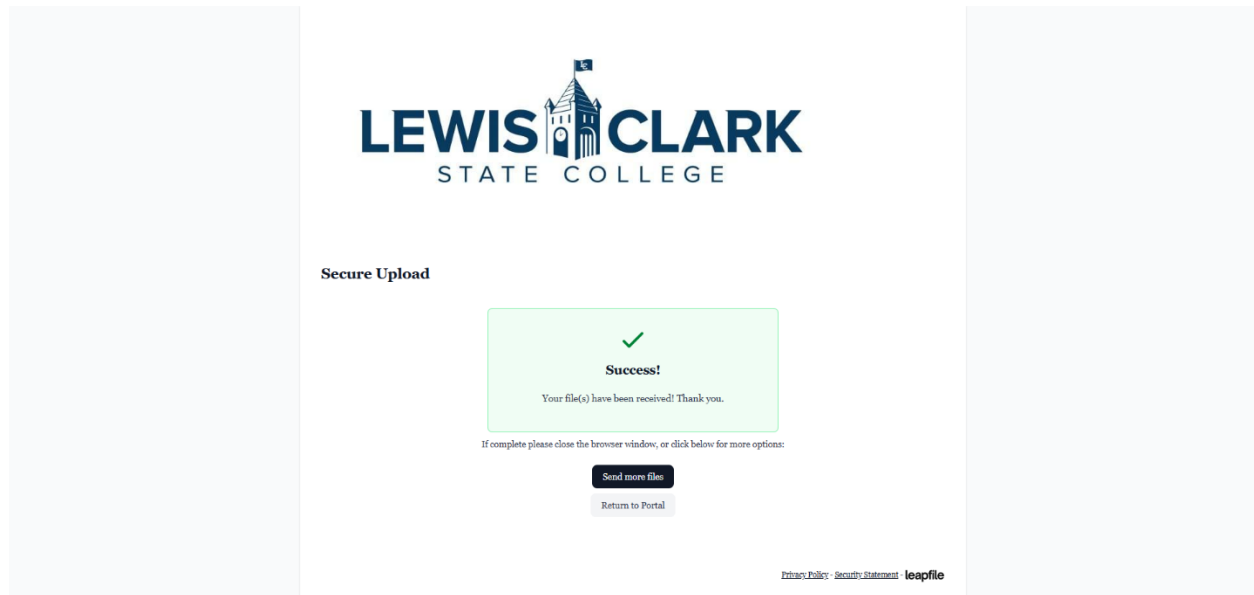 LC
LEWIS CLARK
STATE COLLEGE
Secure Upload
Success!
Your file(s) have been received! Thank you.
If complete please close the browser window, or click below for more options:
Send more files
Return to Portal
Privacy Policy - Security Statement - leapfile